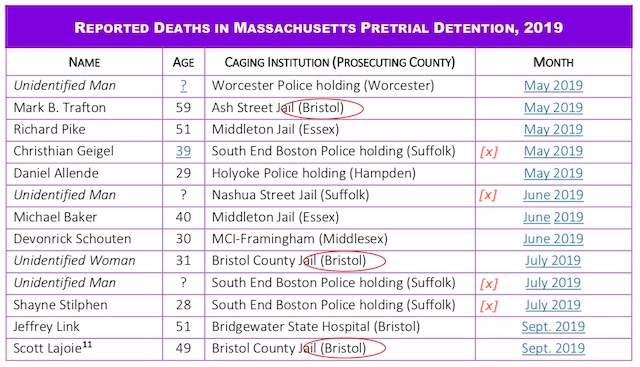 REPORTED DEATHS IN MASSACHUSETTS PRETRIAL DETENTION, 2019
NAME AGE CAGING INSTITUTION (PROSECUTING COUNTY) MONTH
Unidentified Man ? Worcester Police holding (Worcester) May 2019
Mark B. Trafton 59 Ash Street Jail (Bristol) May 2019
Richard Pike 51 Middleton Jail (Essex) May 2019
Christhian Geigel 39 South End Boston Police holding (Suffolk) [x] May 2019
Daniel Allende 29 Holyoke Police holding (Hampden) May 2019
Unidentified Man ? Nashua Street Jail (Suffolk) [x] June 2019
Michael Baker 40 Middleton Jail (Essex) June 2019
Devonrick Schouten 30 MCI-Framingham (Middlesex) June 2019
Unidentified Woman 31 Bristol County Jail (Bristol) July 2019
Unidentified Man ? South End Boston Police holding (Suffolk) [x] July 2019
Shayne Stilphen 28 South End Boston Police holding (Suffolk) [x] July 2019
Jeffrey Link 51 Bridgewater State Hospital (Bristol) Sept. 2019
Scott Lajoie¹¹ 49 Bristol County Jail (Bristol) Sept. 2019